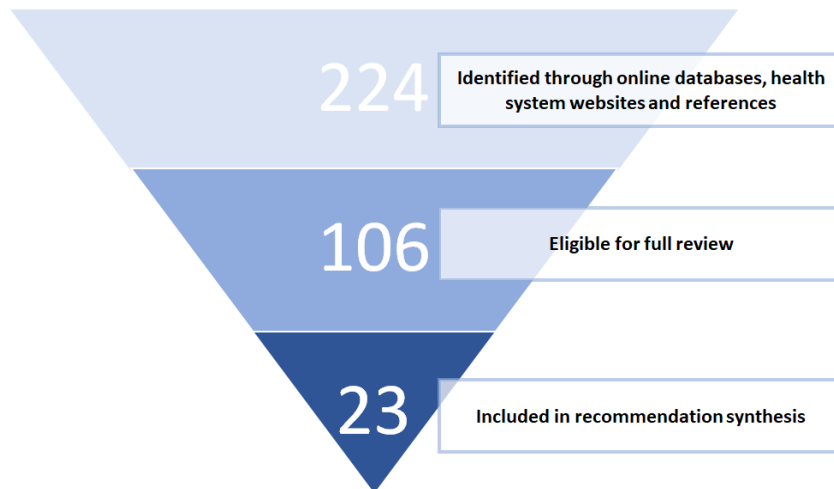 224
Identified through online databases, health
system websites and references
106
Eligible for full review
23
Included in recommendation synthesis